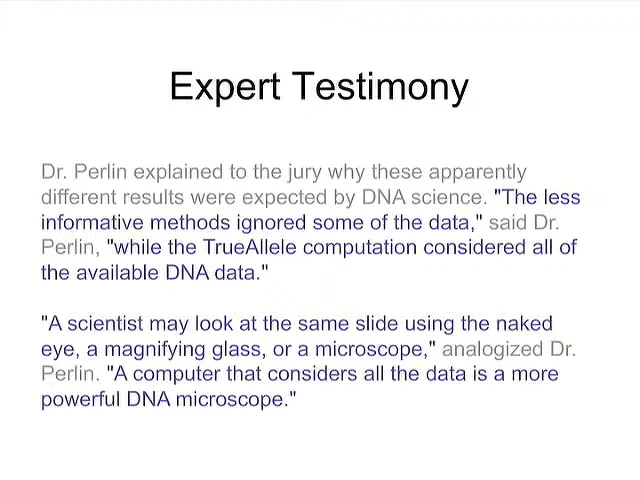 Expert Testimony
Dr. Perlin explained to the jury why these apparently
different results were expected by DNA science. "The less
informative methods ignored some of the data," said Dr.
Perlin, "while the TrueAllele computation considered all of
the available DNA data."
"A scientist may look at the same slide using the naked
eye, a magnifying glass, or a microscope," analogized Dr.
Perlin. "A computer that considers all the data is a more
powerful DNA microscope."